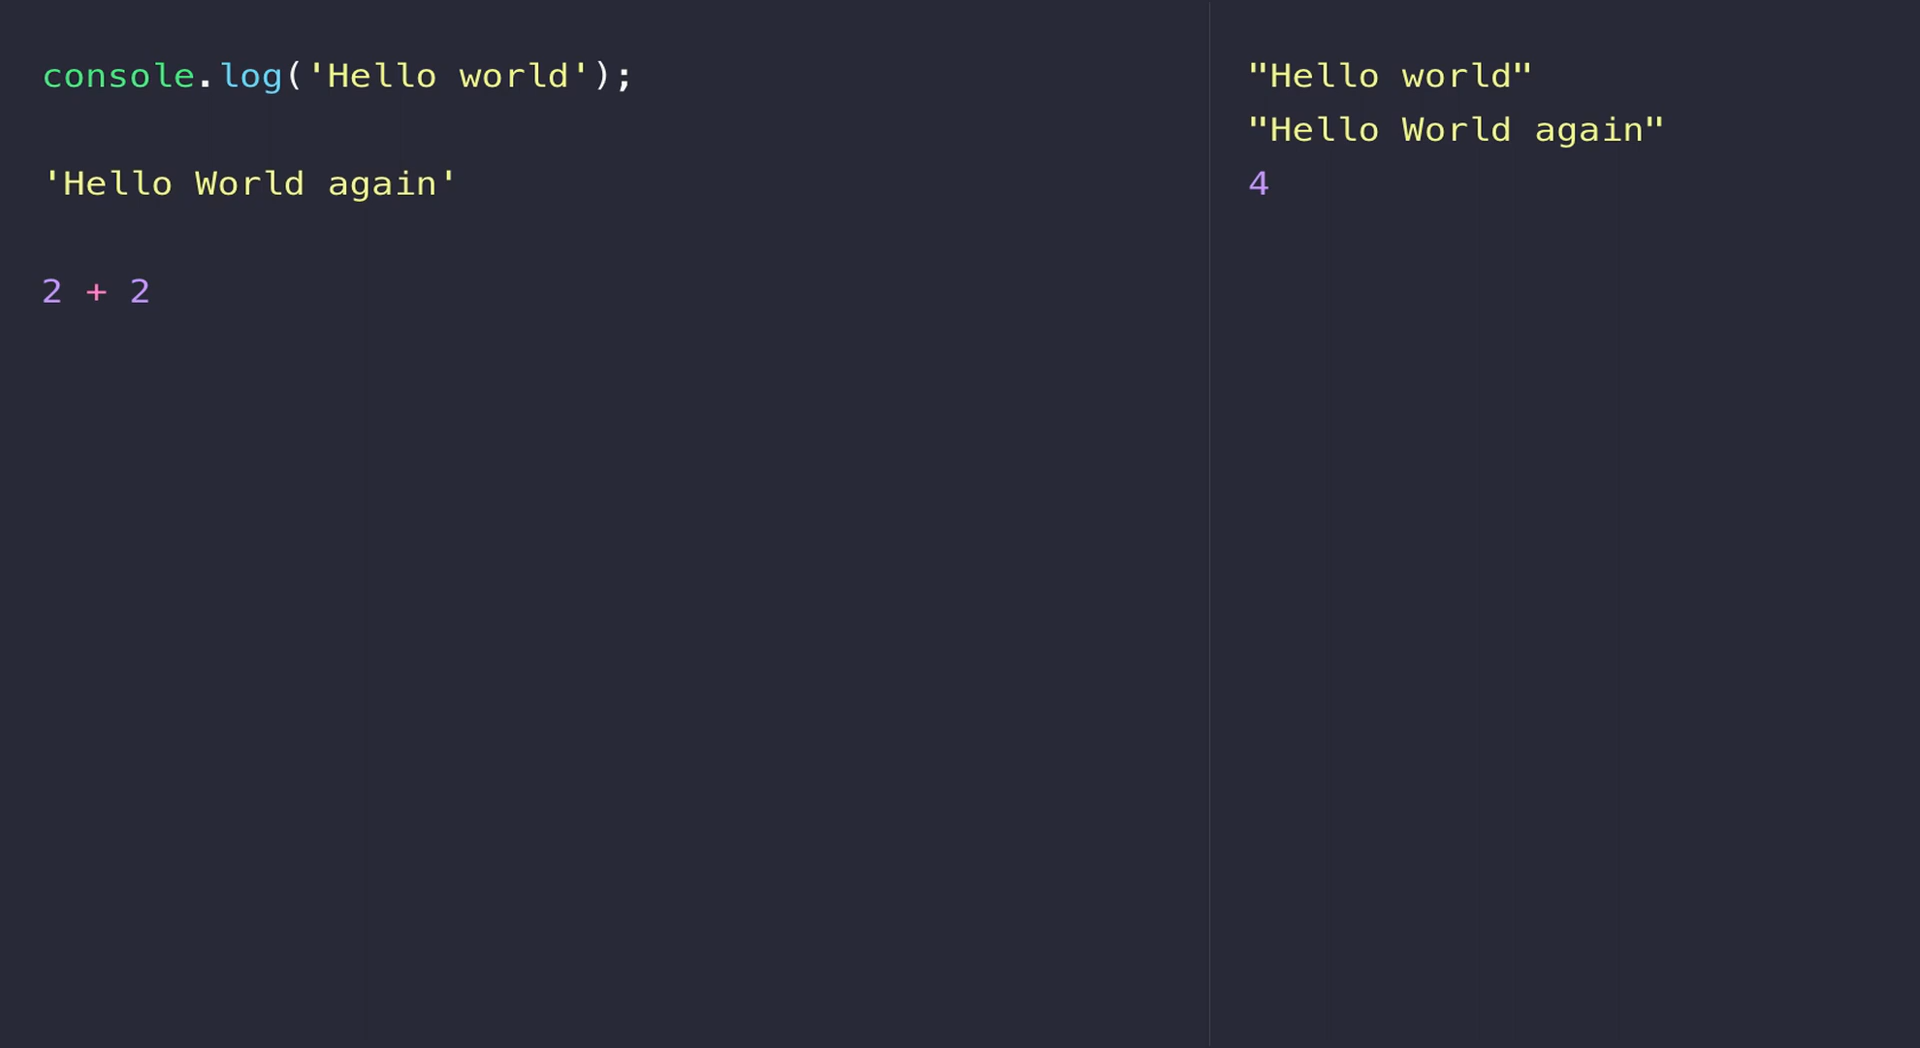 console.log('Hello world');
'Hello World again'
2 + 2
"Hello world"
"Hello World again"
4